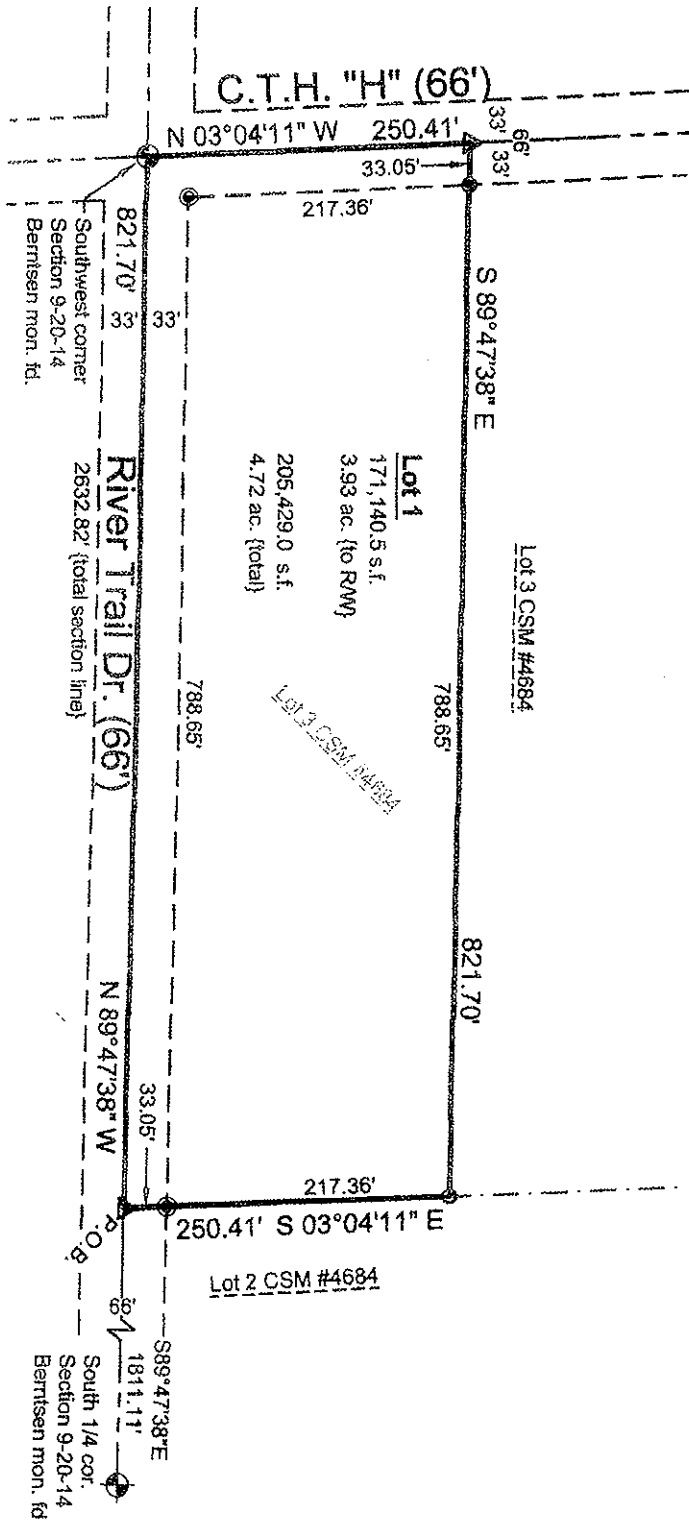 C.T.H. "H" (66')
N 03°04'11" W 250.41'
33'
66'
33'
33.05'
217.36'
S 89°47'38" E
Lot 3 CSM #4684
821.70'
33' 33'
Southwest corner
Section 9-20-14
Berntsen mon. fd.
Lot 1
171,140.5 s.f.
3.93 ac. {to R/W}
205,429.0 s.f.
4.72 ac. {total}
River Trail Dr. (66')
2632.82' {total section line}
788.65'
Lot 3 CSM #4684
788.65'
821.70'
N 89°47'38" W
33.05'
217.36'
250.41' S 03°04'11" E
P.O.B.
Lot 2 CSM #4684
66'
S89°47'38"E
1811.11'
South 1/4 cor.
Section 9-20-14
Berntsen mon. fd